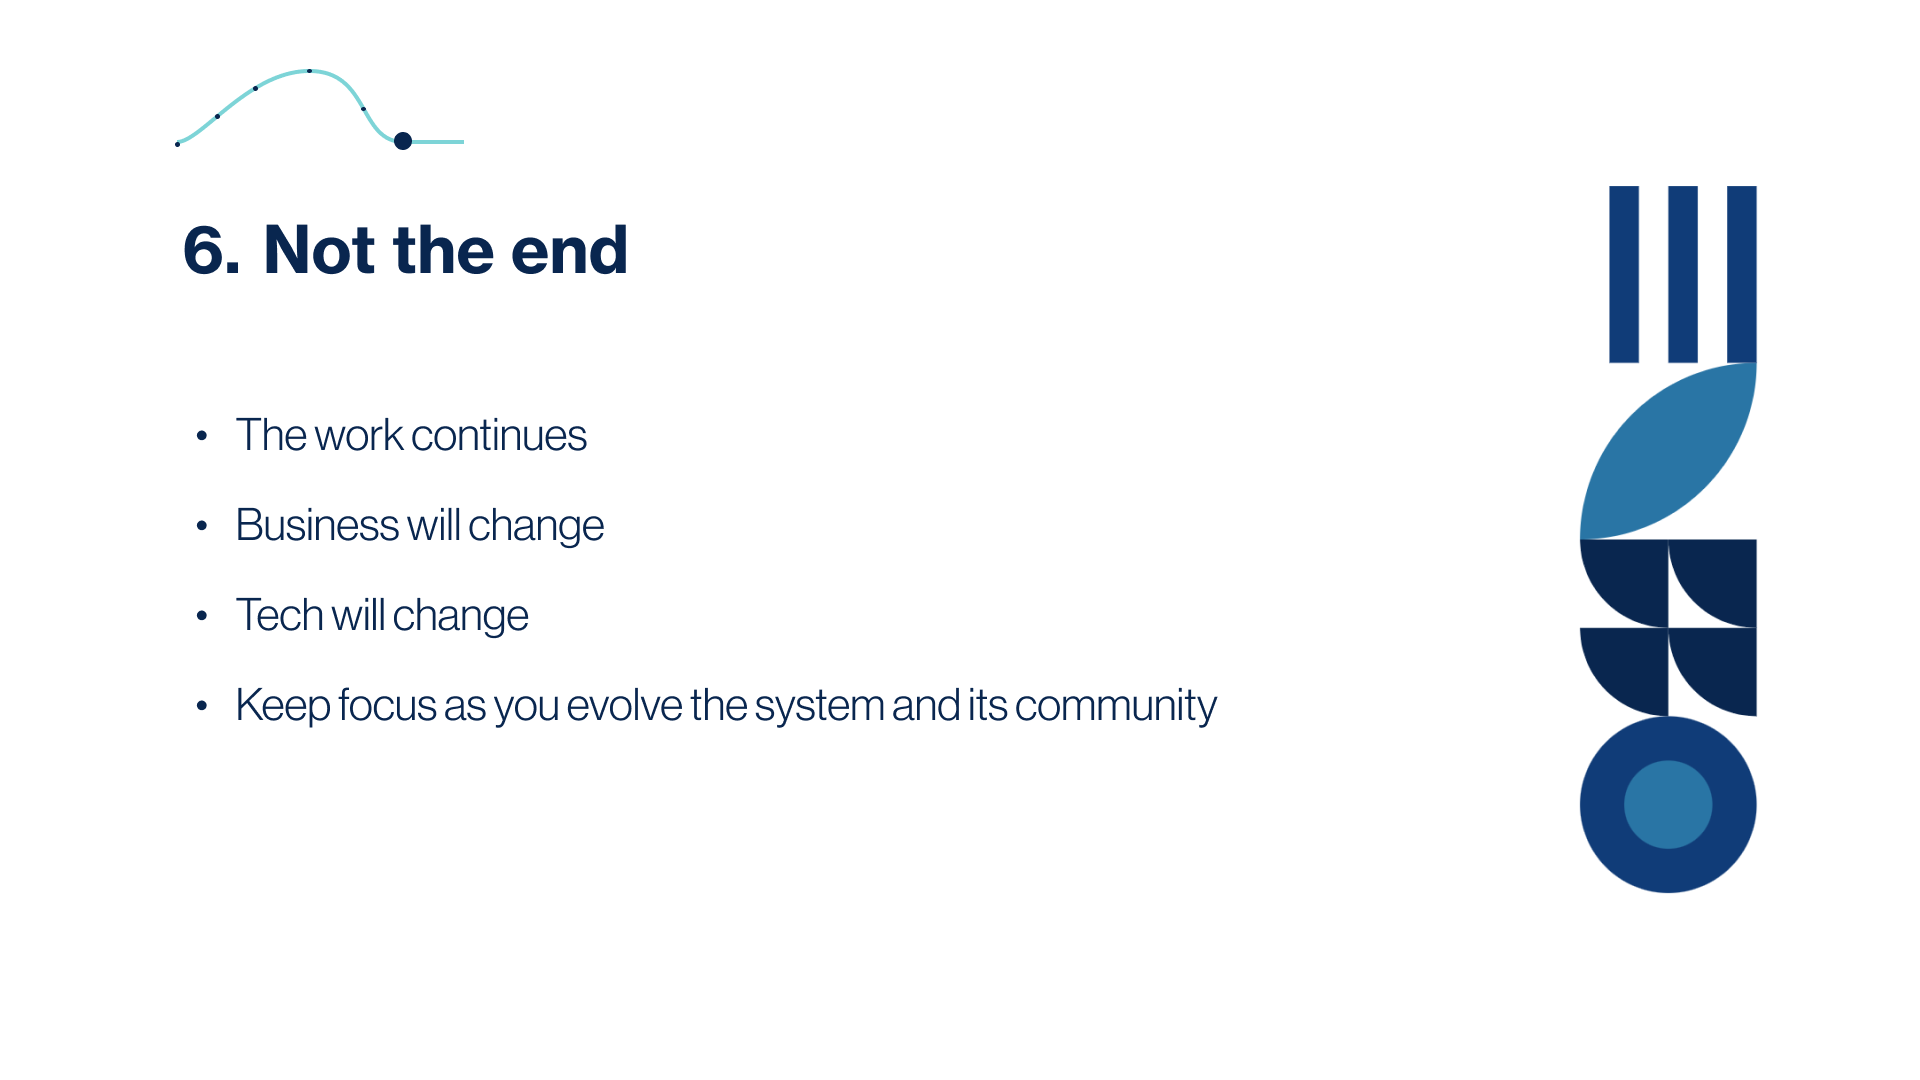 6. Not the end
• The work continues
• Business will change
• Tech will change
• Keep focus as you evolve the system and its community